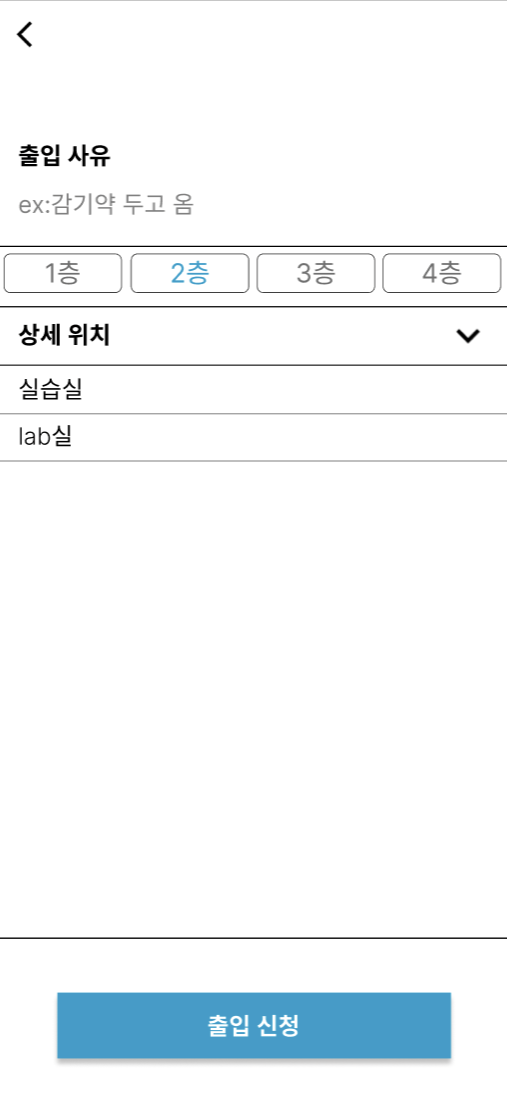 출입 사유
ex:감기약 두고 옴
1층 2층 3층 4층
상세 위치
실습실
lab실
출입 신청